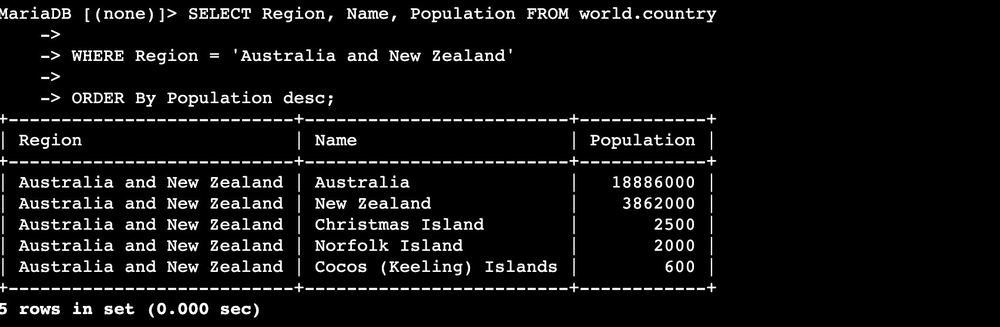 MariaDB [(none)]> SELECT Region, Name, Population FROM world.country
    ->
    -> WHERE Region = 'Australia and New Zealand'
    ->
    -> ORDER By Population desc;
+---------------------------+-------------------------+------------+
| Region                    | Name                    | Population |
+---------------------------+-------------------------+------------+
| Australia and New Zealand | Australia               |   18886000 |
| Australia and New Zealand | New Zealand             |    3862000 |
| Australia and New Zealand | Christmas Island        |       2500 |
| Australia and New Zealand | Norfolk Island          |       2000 |
| Australia and New Zealand | Cocos (Keeling) Islands |        600 |
+---------------------------+-------------------------+------------+
5 rows in set (0.000 sec)